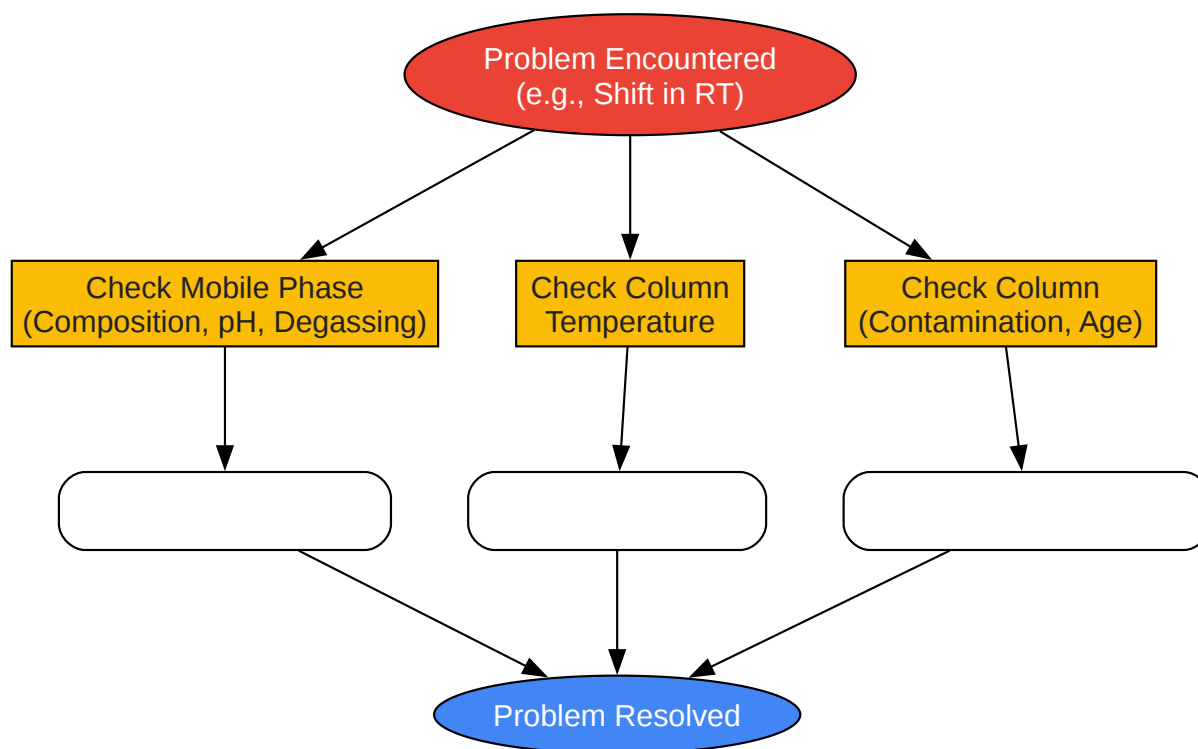 Problem Encountered
(e.g., Shift in RT)
Check Mobile Phase
(Composition, pH, Degassing)
Check Column
Temperature
Check Column
(Contamination, Age)
Problem Resolved